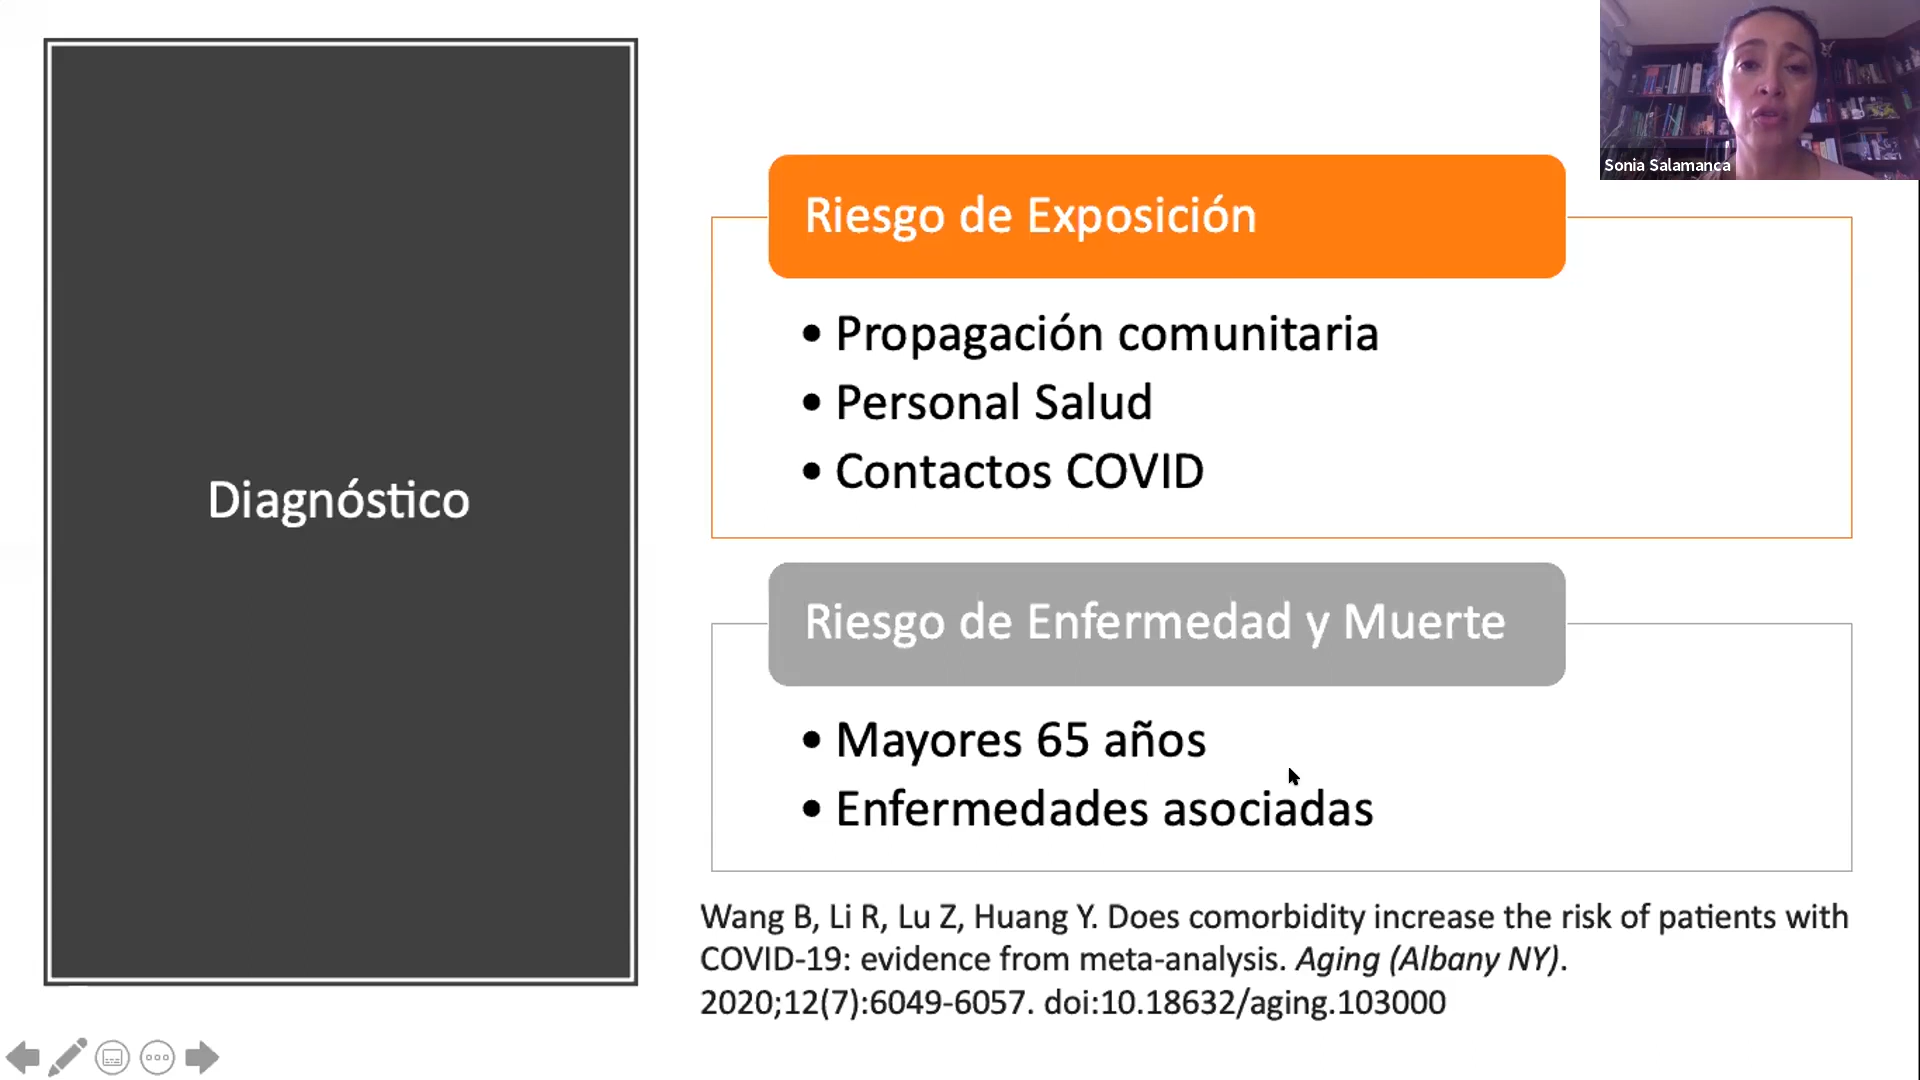 Sonia Salamanca
Diagnóstico
Riesgo de Exposición
• Propagación comunitaria
• Personal Salud
• Contactos COVID
Riesgo de Enfermedad y Muerte
• Mayores 65 años
• Enfermedades asociadas
Wang B, Li R, Lu Z, Huang Y. Does comorbidity increase the risk of patients with
COVID-19: evidence from meta-analysis. Aging (Albany NY).
2020;12(7):6049-6057. doi:10.18632/aging.103000